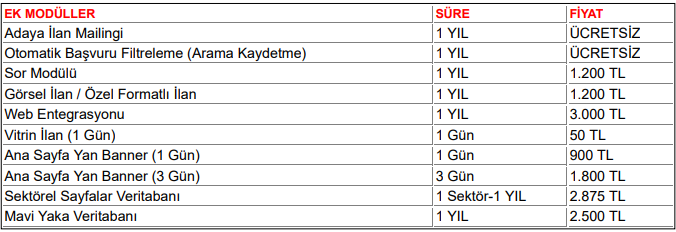 EK MODÜLLER SÜRE FİYAT
Adaya İlan Mailingi 1 YIL ÜCRETSİZ
Otomatik Başvuru Filtreleme (Arama Kaydetme) 1 YIL ÜCRETSİZ
Sor Modülü 1 YIL 1.200 TL
Görsel İlan / Özel Formatlı İlan 1 YIL 1.200 TL
Web Entegrasyonu 1 YIL 3.000 TL
Vitrin İlan (1 Gün) 1 Gün 50 TL
Ana Sayfa Yan Banner (1 Gün) 1 Gün 900 TL
Ana Sayfa Yan Banner (3 Gün) 3 Gün 1.800 TL
Sektörel Sayfalar Veritabanı 1 Sektör-1 YIL 2.875 TL
Mavi Yaka Veritabanı 1 YIL 2.500 TL